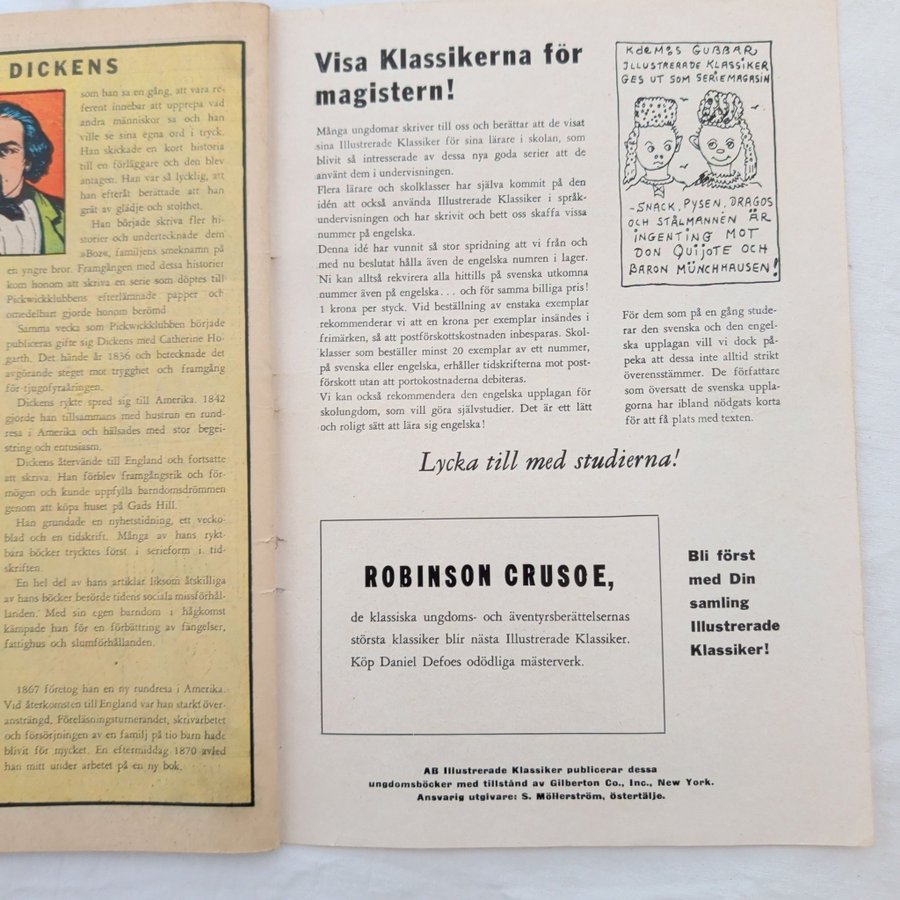 DICKENS
som han sa en gång, att vara re-
ferent innebar att upprepa vad
andra människor sa och han
ville se sina egna ord i tryck.
Han skickade en kort historia
till en förläggare och den blev
antagen. Han var så lycklig, att
han efteråt berättade att han
grät av glädje och stolthet.
Han började skriva fler hi-
storier och undertecknade dem
»Boz«, familjens smeknamn på
en yngre bror. Framgången med dessa historier
kom honom att skriva en serie som döptes till
Pickwickklubbens efterlämnade papper och
omedelbart gjorde honom berömd
Samma vecka som Pickwickklubben började
publiceras gifte sig Dickens med Catherine Ho-
garth. Det hände år 1836 och betecknade det
avgörande steget mot trygghet och framgång
för tjugofyraåringen.
Dickens rykte spred sig till Amerika. 1842
gjorde han tillsammans med hustrun en rund-
resa i Amerika och hälsades med stor begei-
string och entusiasm.
Dickens återvände till England och fortsatte
att skriva. Han förblev framgångsrik och för-
mögen och kunde uppfylla barndomsdrömmen
genom att köpa huset på Gads Hill.
Han grundade en nyhetstidning, ett vecko-
blad och en tidskrift. Många av hans rykt-
bara böcker trycktes först i serieform i tid-
skriften.
En hel del av hans artiklar liksom åtskilliga
av hans böcker berörde tidens sociala missförhål-
landen. Med sin egen barndom i hågkomst
kämpade han för en förbättring av fängelser,
fattighus och slumförhållanden.
1867 företog han en ny rundresa i Amerika.
Vid återkomsten till England var han starkt över-
ansträngd. Föreläsningsturnerandet, skrivarbetet
och försörjningen av en familj på tio barn hade
blivit för mycket. En eftermiddag 1870 avled
han mitt under arbetet på en ny bok.
Visa Klassikerna för
magistern!
Många ungdomar skriver till oss och berättar att de visat
sina Illustrerade Klassiker för sina lärare i skolan, som
blivit så intresserade av dessa nya goda serier att de
använt dem i undervisningen.
Flera lärare och skolklasser har själva kommit på den
idén att också använda Illustrerade Klassiker i språk-
undervisningen och har skrivit och bett oss skaffa vissa
nummer på engelska.
Denna idé har vunnit så stor spridning att vi från och
med nu beslutat hålla även de engelska numren i lager.
Ni kan alltså rekvirera alla hittills på svenska utkomna
nummer även på engelska... och för samma billiga pris!
1 krona per styck. Vid beställning av enstaka exemplar
rekommenderar vi att en krona per exemplar insändes i
frimärken, så att postförskottskostnaden inbesparas. Skol-
klasser som beställer minst 20 exemplar av ett nummer,
på svenska eller engelska, erhåller tidskrifterna mot post-
förskott utan att portokostnaderna debiteras.
Vi kan också rekommendera den engelska upplagan för
skolungdom, som vill göra självstudier. Det är ett lätt
och roligt sätt att lära sig engelska!
KdeM:s GUBBAR
ILLUSTRERADE KLASSIKER
GES UT SOM SERIEMAGASIN
-SNACK, PYSEN, DRAGOS
OCH STÅLMANNEN ÄR
INGENTING MOT
DON QUIJOTE OCH
BARON MÜNCHHAUSEN!
För dem som på en gång stude-
rar den svenska och den engel-
ska upplagan vill vi dock på-
peka att dessa inte alltid strikt
överensstämmer. De författare
som översatt de svenska uppla-
gorna har ibland nödgats korta
för att få plats med texten.
Lycka till med studierna!
ROBINSON CRUSOE,
de klassiska ungdoms- och äventyrsberättelsernas
största klassiker blir nästa Illustrerade Klassiker.
Köp Daniel Defoes odödliga mästerverk.
Bli först
med Din
samling
Illustrerade
Klassiker!
AB Illustrerade Klassiker publicerar dessa
ungdomsböcker med tillstånd av Gilberton Co., Inc., New York.
Ansvarig utgivare: S. Möllerström, östertälje.